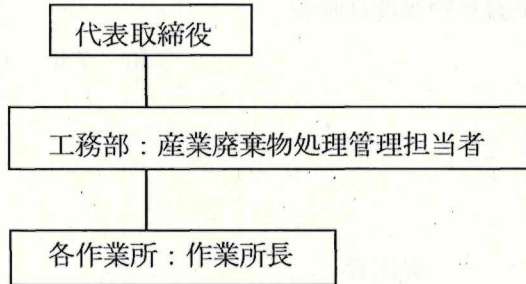 代表取締役
工務部：産業廃棄物処理管理担当者
各作業所：作業所長